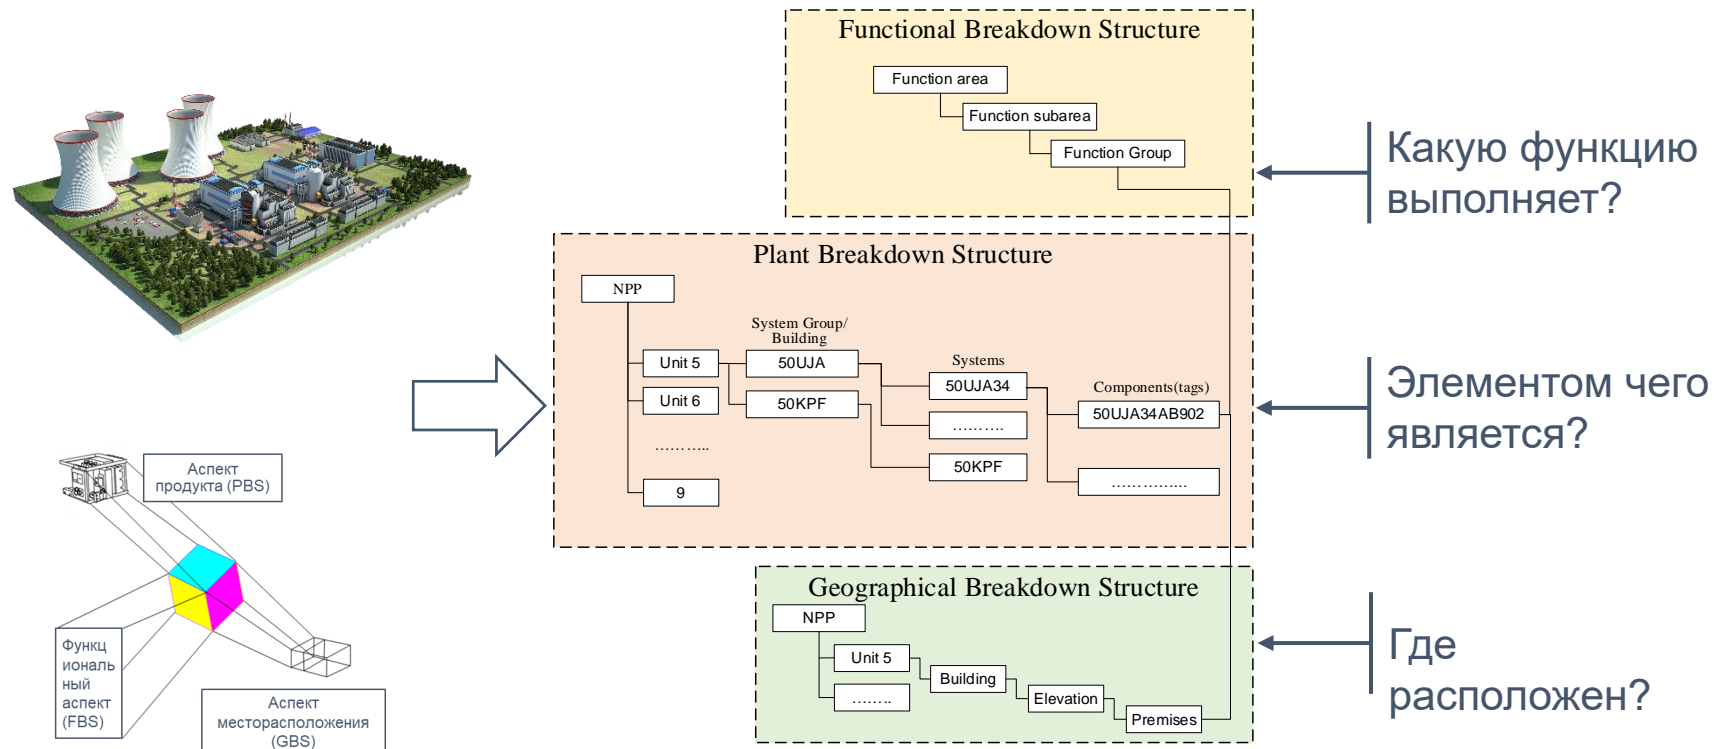 Functional Breakdown Structure
Function area
Function subarea
Function Group
Какую функцию
выполняет?
Plant Breakdown Structure
NPP
System Group/
Building
Unit 5
50UJA
Systems
50UJA34
Components(tags)
Unit 6
50KPF
50UJA34AB902
……….
………..
50KPF
9
…………...
Элементом чего
является?
Аспект
продукта (PBS)
Функц
иональ
ный
аспект
(FBS)
Аспект
месторасположения
(GBS)
Geographical Breakdown Structure
NPP
Unit 5
……..
Building
Elevation
Premises
Где
расположен?